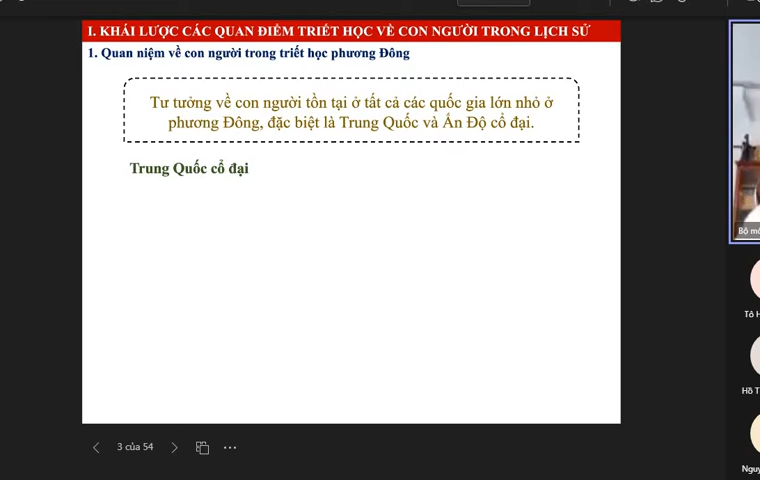 I. KHÁI LƯỢC CÁC QUAN ĐIỂM TRIẾT HỌC VỀ CON NGƯỜI TRONG LỊCH SỬ
1. Quan niệm về con người trong triết học phương Đông
Tư tưởng về con người tồn tại ở tất cả các quốc gia lớn nhỏ ở
phương Đông, đặc biệt là Trung Quốc và Ấn Độ cổ đại.
Trung Quốc cổ đại
3 của 54
Bộ
Tô H
Hồ T
Nguy